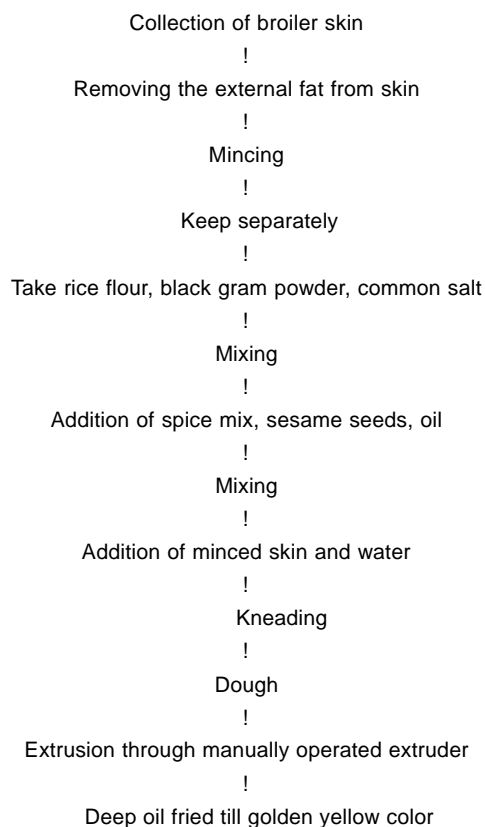 Collection of broiler skin
!
Removing the external fat from skin
!
Mincing
!
Keep separately
!
Take rice flour, black gram powder, common salt
!
Mixing
!
Addition of spice mix, sesame seeds, oil
!
Mixing
!
Addition of minced skin and water
!
Kneading
!
Dough
!
Extrusion through manually operated extruder
!
Deep oil fried till golden yellow color